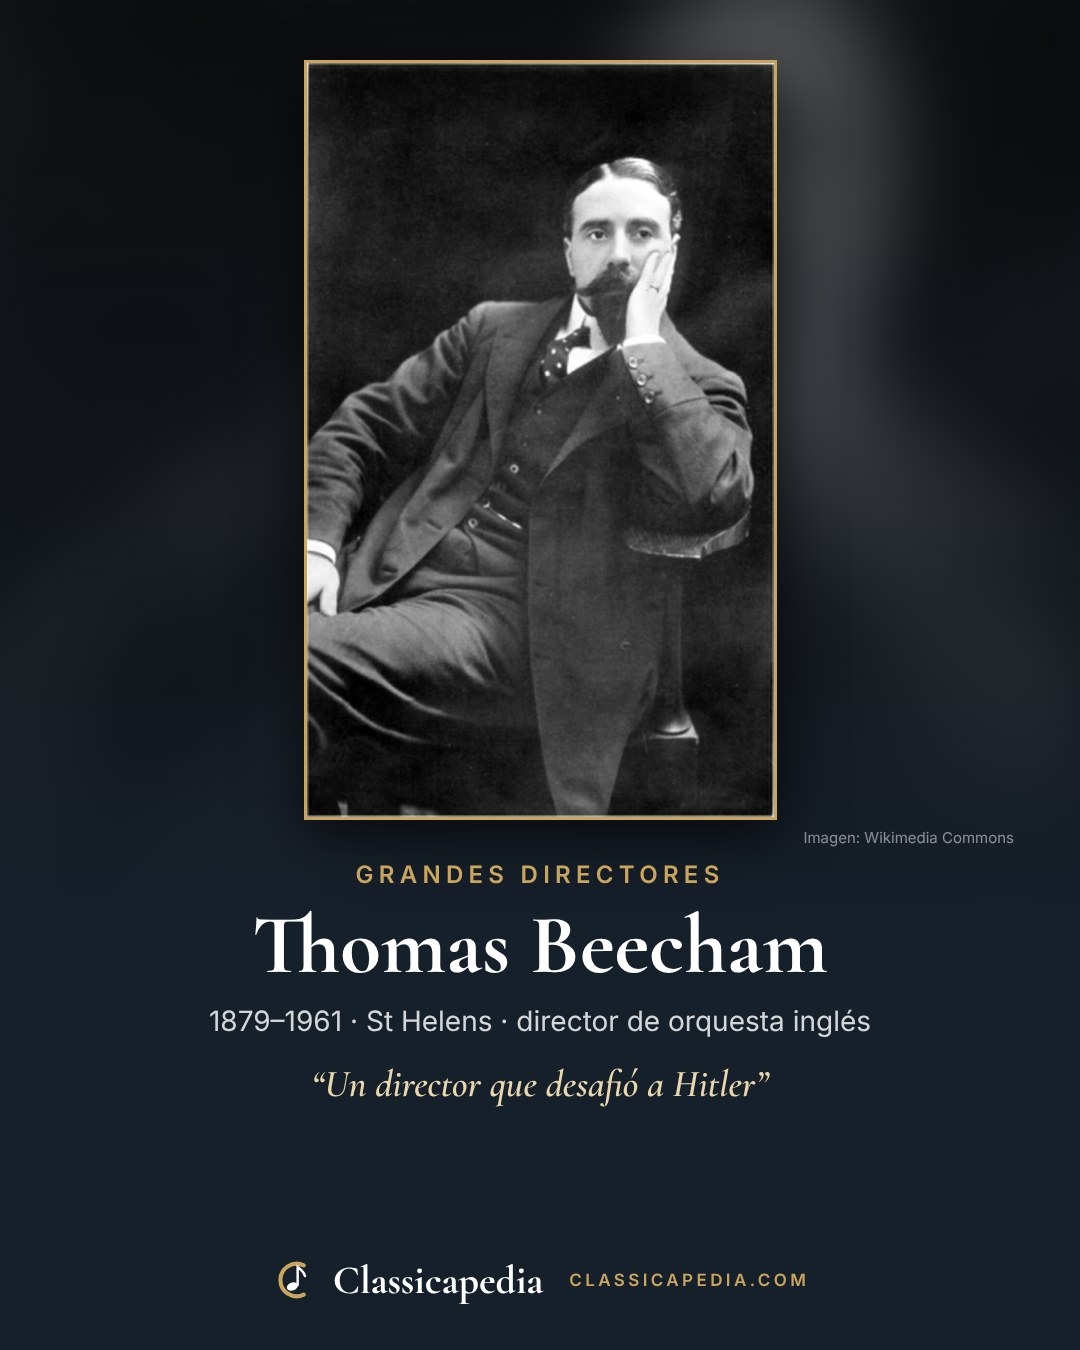 Imagen: Wikimedia Commons
GRANDES DIRECTORES
Thomas Beecham
1879–1961 · St Helens · director de orquesta inglés
“Un director que desafió a Hitler”
Classicapedia CLASSICAPEDIA.COM